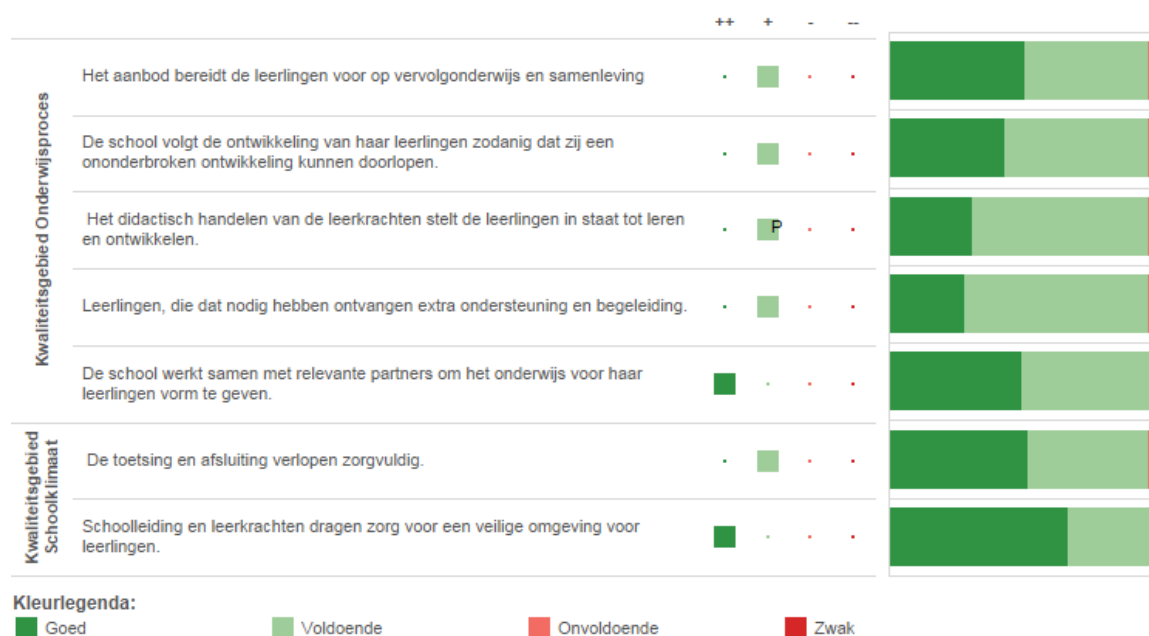 ++ + - --
Kwaliteitsgebied Onderwijsproces
Het aanbod bereidt de leerlingen voor op vervolgonderwijs en samenleving
De school volgt de ontwikkeling van haar leerlingen zodanig dat zij een
ononderbroken ontwikkeling kunnen doorlopen.
Het didactisch handelen van de leerkrachten stelt de leerlingen in staat tot leren
en ontwikkelen.
P
Leerlingen, die dat nodig hebben ontvangen extra ondersteuning en begeleiding.
De school werkt samen met relevante partners om het onderwijs voor haar
leerlingen vorm te geven.
Kwaliteitsgebied
Schoolklimaat
De toetsing en afsluiting verlopen zorgvuldig.
Schoolleiding en leerkrachten dragen zorg voor een veilige omgeving voor
leerlingen.
Kleurlegenda:
Goed Voldoende Onvoldoende Zwak